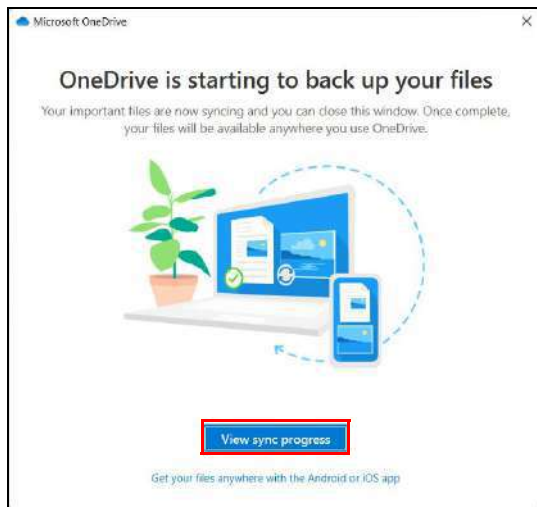 Microsoft OneDrive
OneDrive is starting to back up your files
Your important files are now syncing and you can close this window. Once complete,
your files will be available anywhere you use OneDrive.
View sync progress
Get your files anywhere with the Android or iOS app